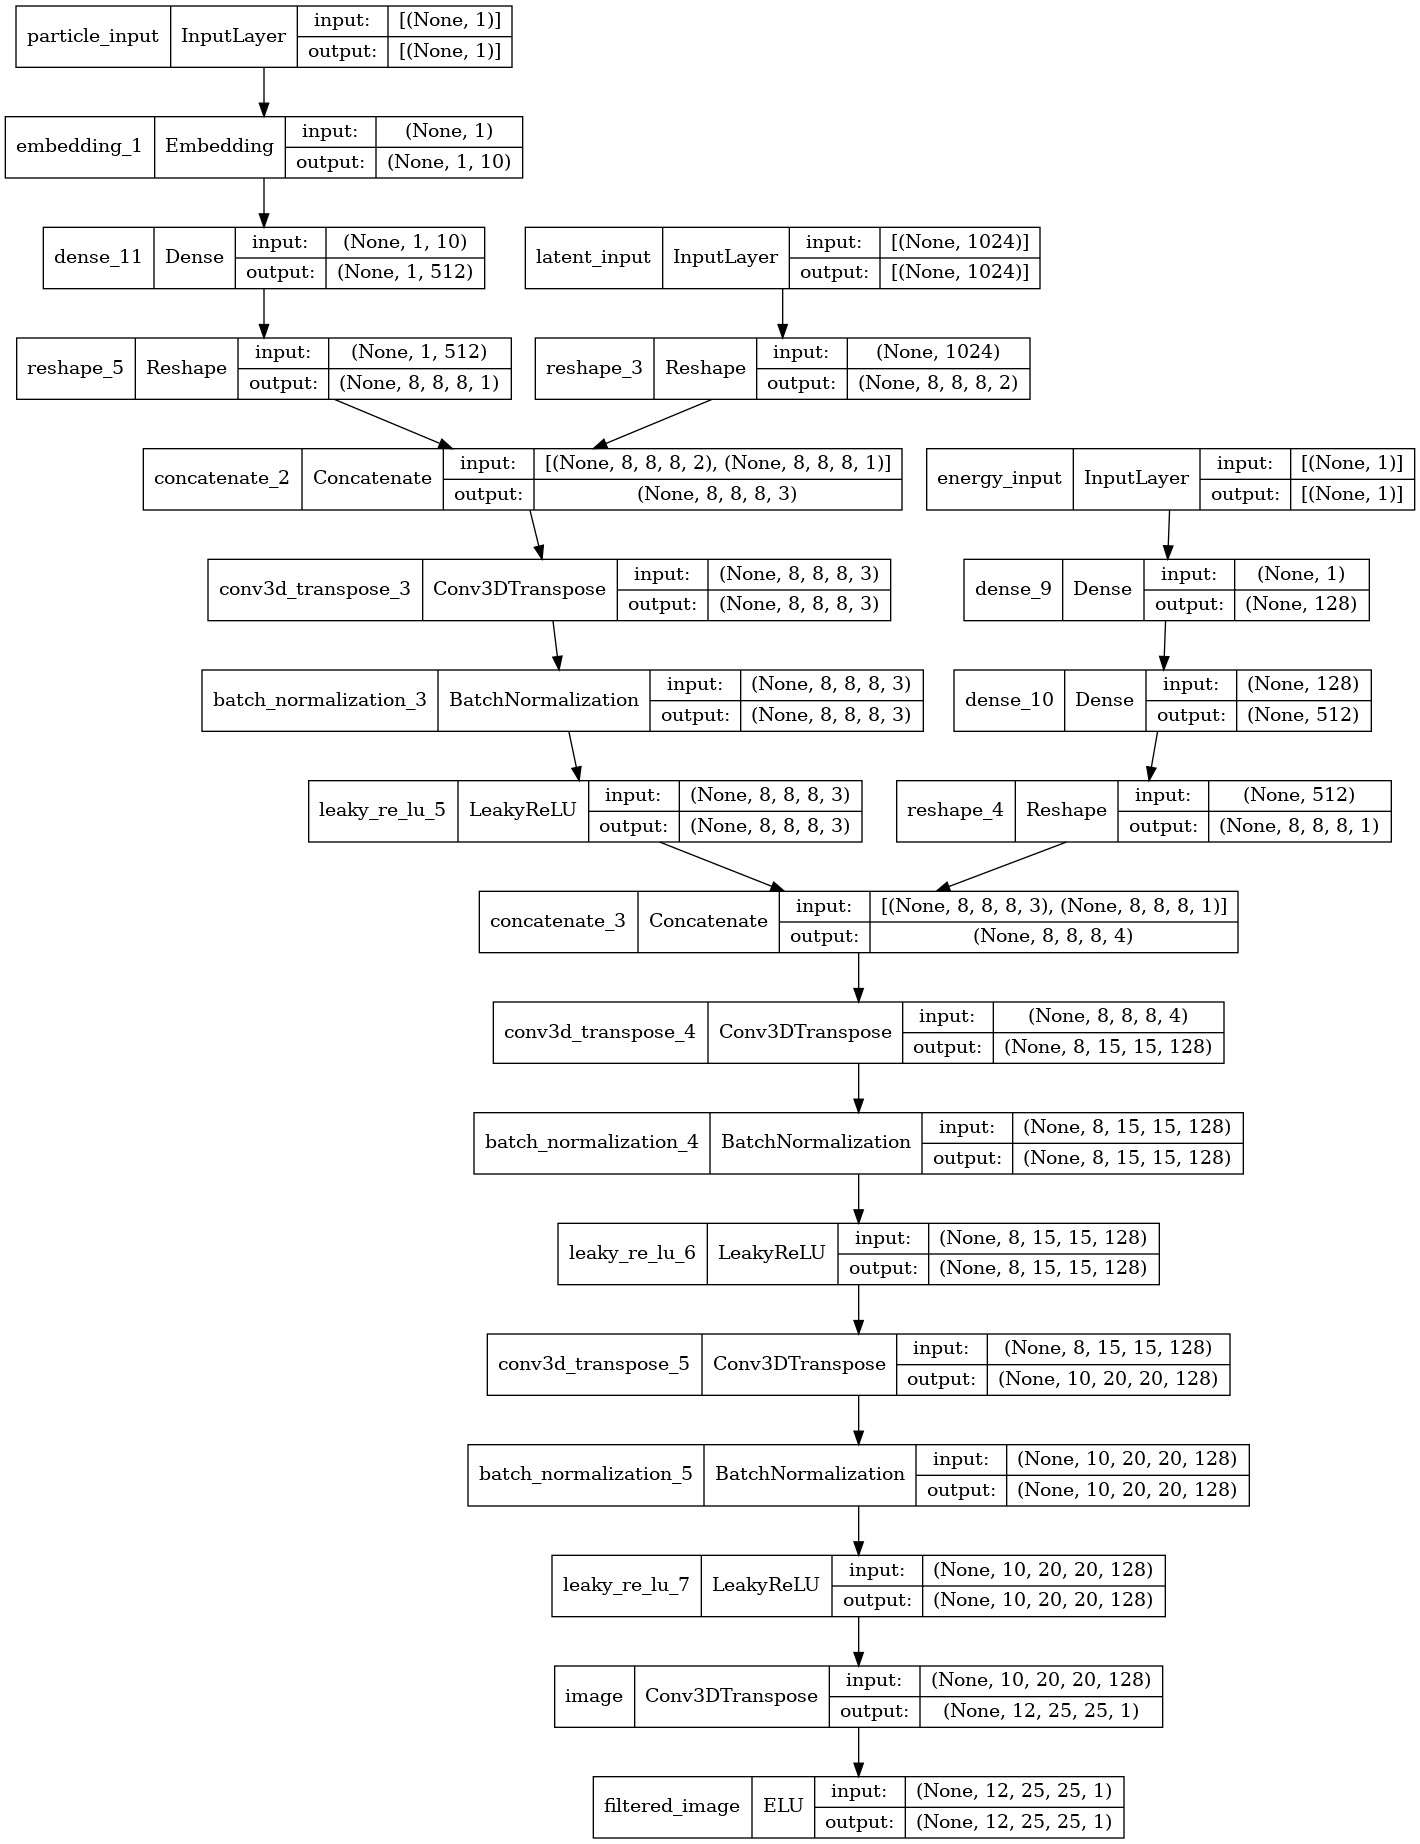 particle_input InputLayer input: [(None, 1)]
output: [(None, 1)]
embedding_1 Embedding input: (None, 1)
output: (None, 1, 10)
dense_11 Dense input: (None, 1, 10)
output: (None, 1, 512)
latent_input InputLayer input: [(None, 1024)]
output: [(None, 1024)]
reshape_5 Reshape input: (None, 1, 512)
output: (None, 8, 8, 8, 1)
reshape_3 Reshape input: (None, 1024)
output: (None, 8, 8, 8, 2)
concatenate_2 Concatenate input: [(None, 8, 8, 8, 2), (None, 8, 8, 8, 1)]
output: (None, 8, 8, 8, 3)
energy_input InputLayer input: [(None, 1)]
output: [(None, 1)]
conv3d_transpose_3 Conv3DTranspose input: (None, 8, 8, 8, 3)
output: (None, 8, 8, 8, 3)
dense_9 Dense input: (None, 1)
output: (None, 128)
batch_normalization_3 BatchNormalization input: (None, 8, 8, 8, 3)
output: (None, 8, 8, 8, 3)
dense_10 Dense input: (None, 128)
output: (None, 512)
leaky_re_lu_5 LeakyReLU input: (None, 8, 8, 8, 3)
output: (None, 8, 8, 8, 3)
reshape_4 Reshape input: (None, 512)
output: (None, 8, 8, 8, 1)
concatenate_3 Concatenate input: [(None, 8, 8, 8, 3), (None, 8, 8, 8, 1)]
output: (None, 8, 8, 8, 4)
conv3d_transpose_4 Conv3DTranspose input: (None, 8, 8, 8, 4)
output: (None, 8, 15, 15, 128)
batch_normalization_4 BatchNormalization input: (None, 8, 15, 15, 128)
output: (None, 8, 15, 15, 128)
leaky_re_lu_6 LeakyReLU input: (None, 8, 15, 15, 128)
output: (None, 8, 15, 15, 128)
conv3d_transpose_5 Conv3DTranspose input: (None, 8, 15, 15, 128)
output: (None, 10, 20, 20, 128)
batch_normalization_5 BatchNormalization input: (None, 10, 20, 20, 128)
output: (None, 10, 20, 20, 128)
leaky_re_lu_7 LeakyReLU input: (None, 10, 20, 20, 128)
output: (None, 10, 20, 20, 128)
image Conv3DTranspose input: (None, 10, 20, 20, 128)
output: (None, 12, 25, 25, 1)
filtered_image ELU input: (None, 12, 25, 25, 1)
output: (None, 12, 25, 25, 1)